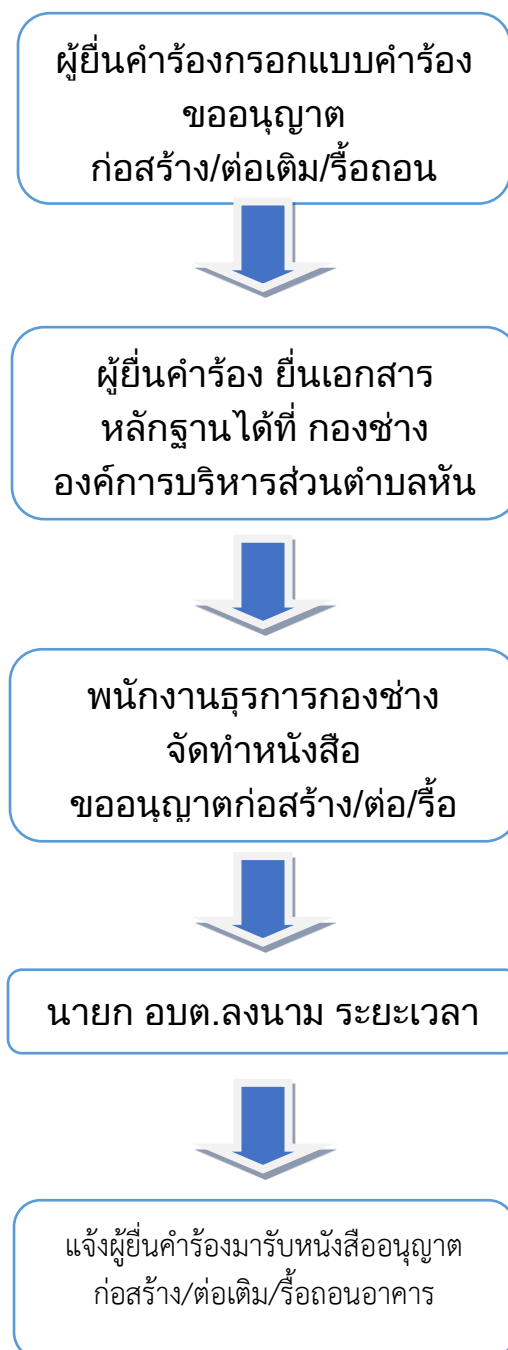 ผู้ยื่นคำร้องกรอกแบบคำร้อง
ขออนุญาต
ก่อสร้าง/ต่อเติม/รื้อถอน
ผู้ยื่นคำร้อง ยื่นเอกสาร
หลักฐานได้ที่ กองช่าง
องค์การบริหารส่วนตำบลหัน
พนักงานธุรการกองช่าง
จัดทำหนังสือ
ขออนุญาตก่อสร้าง/ต่อ/รื้อ
นายก อบต.ลงนาม ระยะเวลา
แจ้งผู้ยื่นคำร้องมารับหนังสืออนุญาต
ก่อสร้าง/ต่อเติม/รื้อถอนอาคาร